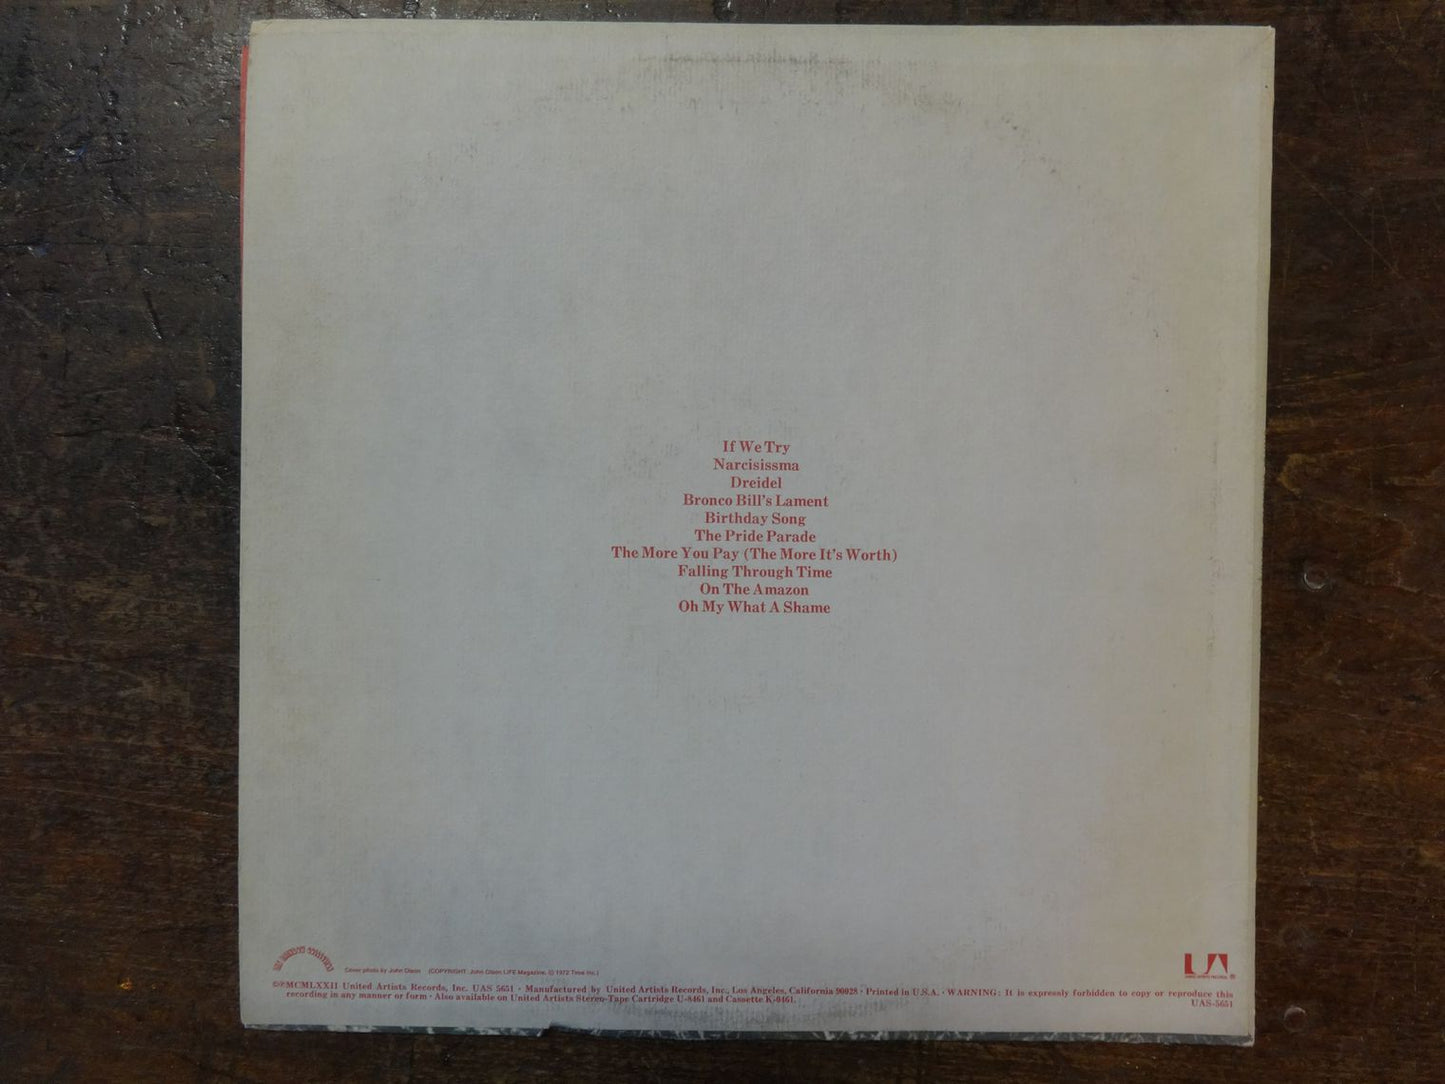 If We Try
Narcisissma
Dreidel
Bronco Bill's Lament
Birthday Song
The Pride Parade
The More You Pay (The More It's Worth)
Falling Through Time
On The Amazon
Oh My What A Shame
Cover photo by John Olson (COPYRIGHT John Olson LIFE Magazine, © 1972 Time Inc.)
UA
UNITED ARTISTS RECORDS ®
©℗MCMLXXII United Artists Records, Inc. UAS 5651 · Manufactured by United Artists Records, Inc., Los Angeles, California 90028 · Printed in U.S.A. · WARNING: It is expressly forbidden to copy or reproduce this
recording in any manner or form · Also available on United Artists Stereo-Tape Cartridge U-8461 and Cassette K-0461.
UAS-5651